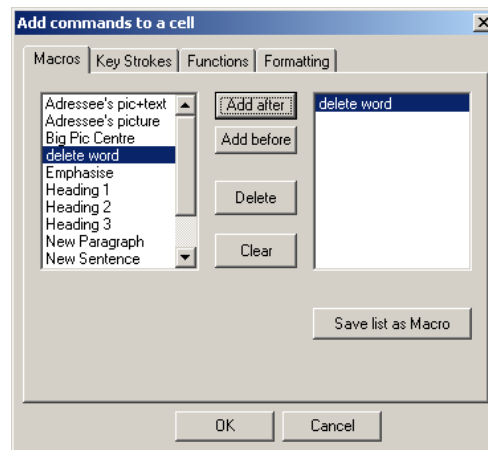 Add commands to a cell
Macros Key Strokes Functions Formatting
Adressee's pic+text
Adressee's picture
Big Pic Centre
delete word
Emphasise
Heading 1
Heading 2
Heading 3
New Paragraph
New Sentence
Add after
Add before
Delete
Clear
delete word
Save list as Macro
OK Cancel